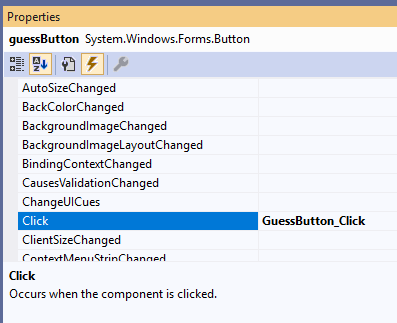 Properties
guessButton System.Windows.Forms.Button
AutoSizeChanged
BackColorChanged
BackgroundImageChanged
BackgroundImageLayoutChanged
BindingContextChanged
CausesValidationChanged
ChangeUICues
Click GuessButton_Click
ClientSizeChanged
ContextMenuStripChanged
Click
Occurs when the component is clicked.